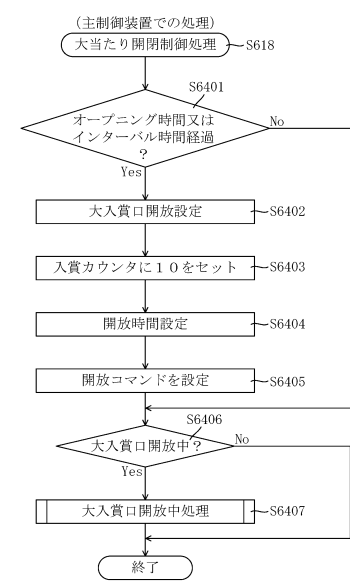 (主制御装置での処理)
大当たり開閉制御処理
S618
S6401
オープニング時間又は
インターバル時間経過
?
No
Yes
大入賞口開放設定
S6402
入賞カウンタに10をセット
S6403
開放時間設定
S6404
開放コマンドを設定
S6405
S6406
大入賞口開放中?
No
Yes
大入賞口開放中処理
S6407
終了